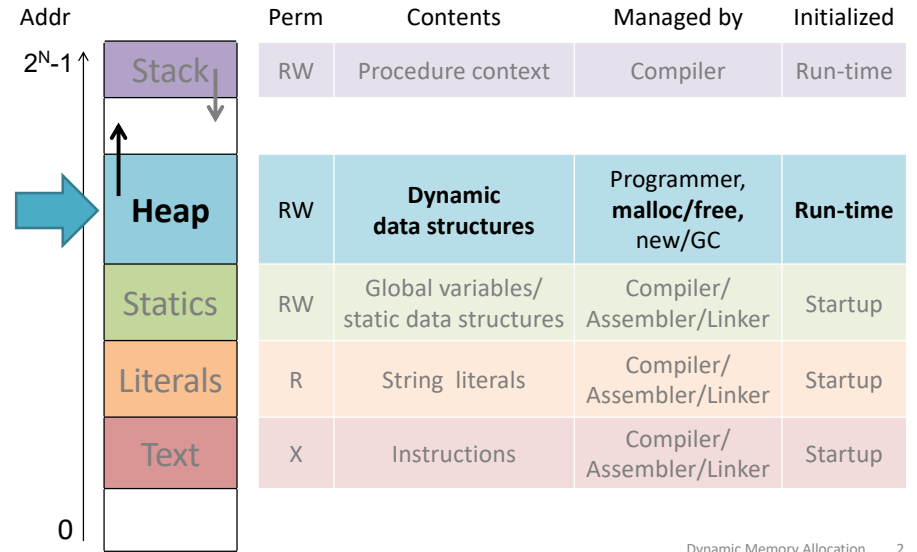 Addr Perm Contents Managed by Initialized
2ᴺ-1 Stack RW Procedure context Compiler Run-time
Heap RW Dynamic
data structures Programmer,
malloc/free,
new/GC Run-time
Statics RW Global variables/
static data structures Compiler/
Assembler/Linker Startup
Literals R String literals Compiler/
Assembler/Linker Startup
Text X Instructions Compiler/
Assembler/Linker Startup
0
Dynamic Memory Allocation 2